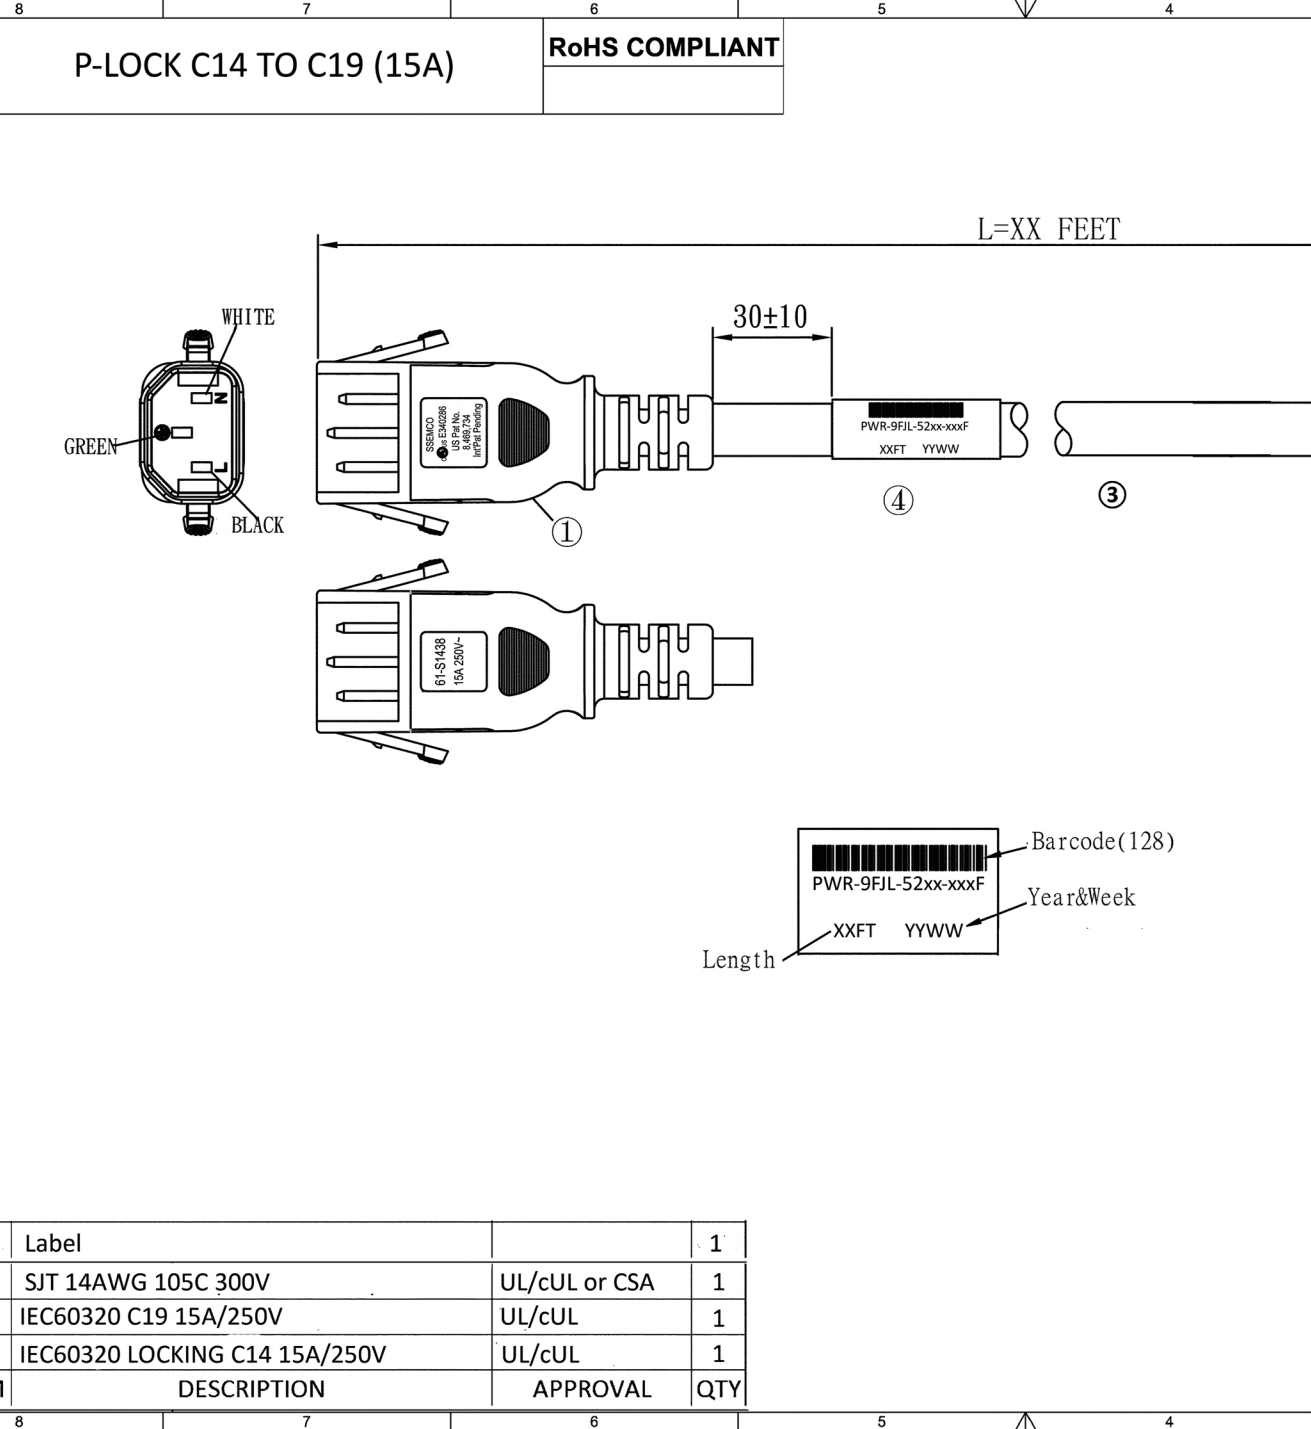 8 7 6 5 4
P-LOCK C14 TO C19 (15A)
RoHS COMPLIANT
L=XX FEET
WHITE
30±10
N
GREEN
L
BLACK
SSEMCO
us E340286
US Pat No.
8,469,734
Int'Pat Pending
PWR-9FJL-52xx-xxxF
XXFT YYWW
①
④
③
61-S1438
15A 250V~
Barcode(128)
PWR-9FJL-52xx-xxxF
Year&Week
XXFT YYWW
Length
Label 1
SJT 14AWG 105C 300V UL/cUL or CSA 1
IEC60320 C19 15A/250V UL/cUL 1
IEC60320 LOCKING C14 15A/250V UL/cUL 1
DESCRIPTION APPROVAL QTY
8 7 6 5 4